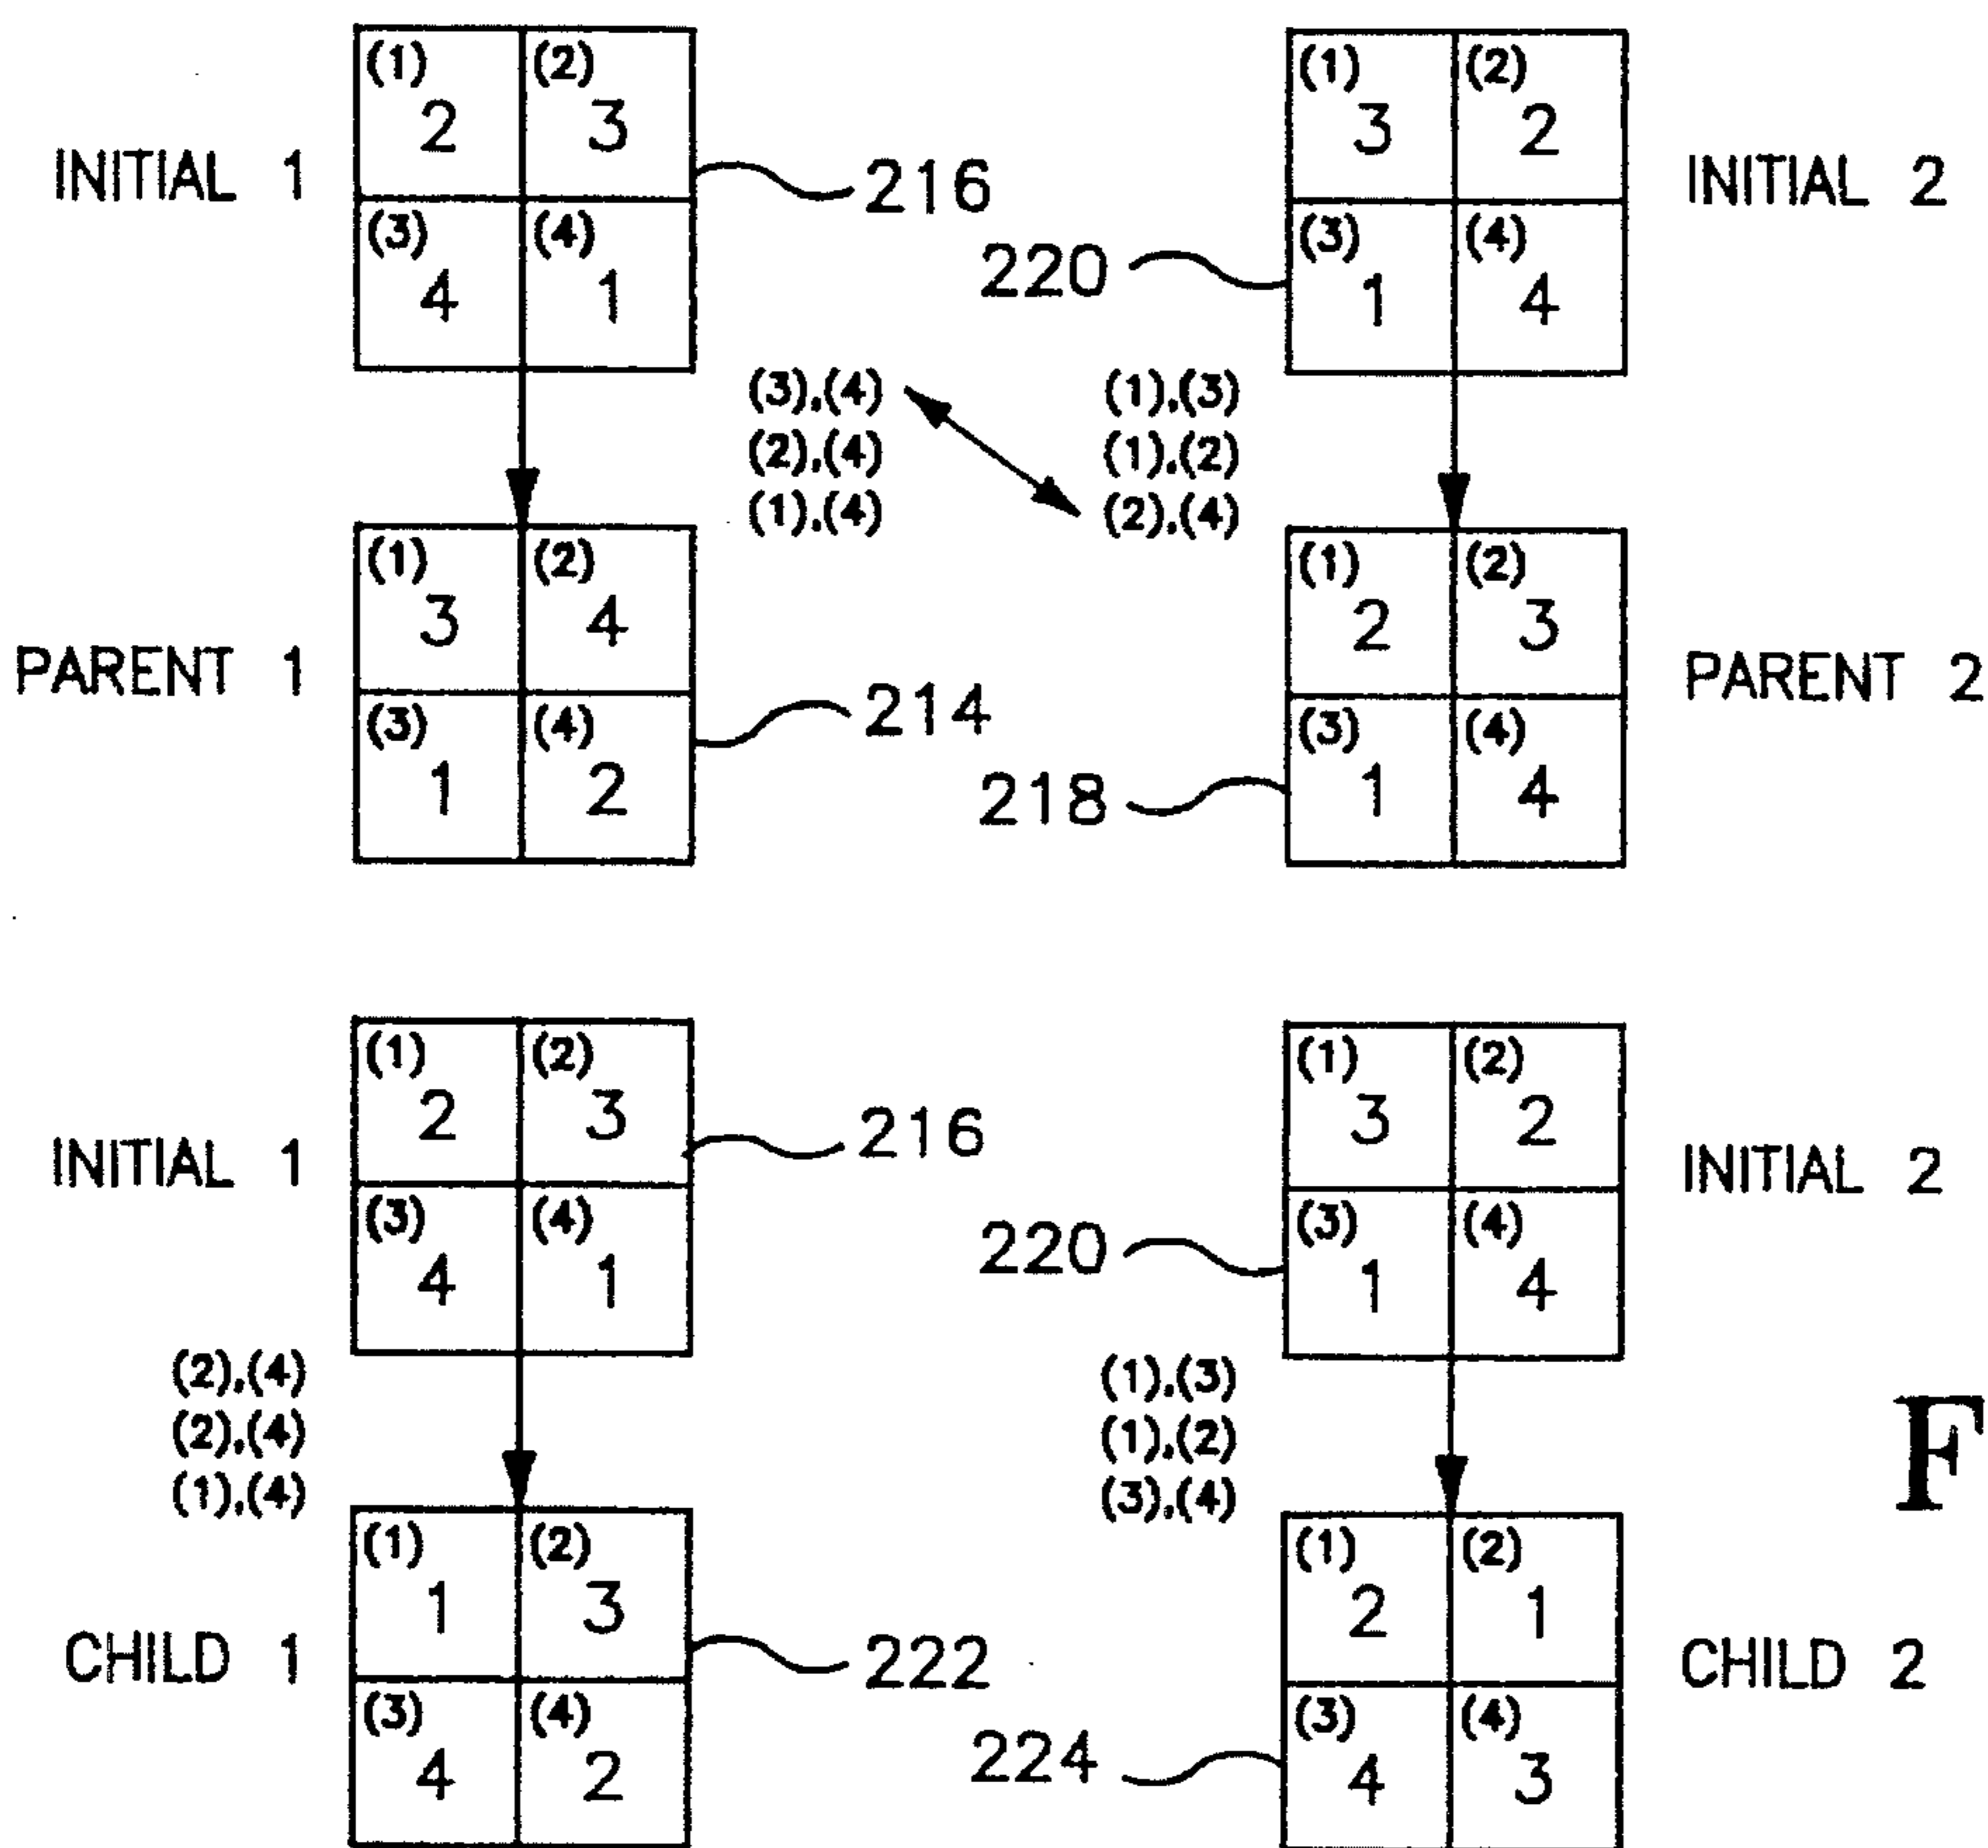 (1) (2) (1) (2)
2 3 3 2
INITIAL 1 216 INITIAL 2
(3) (4) (3) (4)
4 1 220 1 4
(3),(4) (1),(3)
(2),(4) (1),(2)
(1),(4) (2),(4)
(1) (2) (1) (2)
3 4 2 3
PARENT 1 214 PARENT 2
(3) (4) (3) (4)
1 2 218 1 4
(1) (2) (1) (2)
2 3 3 2
INITIAL 1 216 INITIAL 2
(3) (4) (3) (4)
4 1 220 1 4
(2),(4) (1),(3)
(2),(4) (1),(2) F
(1),(4) (3),(4)
(1) (2) (1) (2)
1 3 2 1
CHILD 1 222 CHILD 2
(3) (4) (3) (4)
4 2 224 4 3